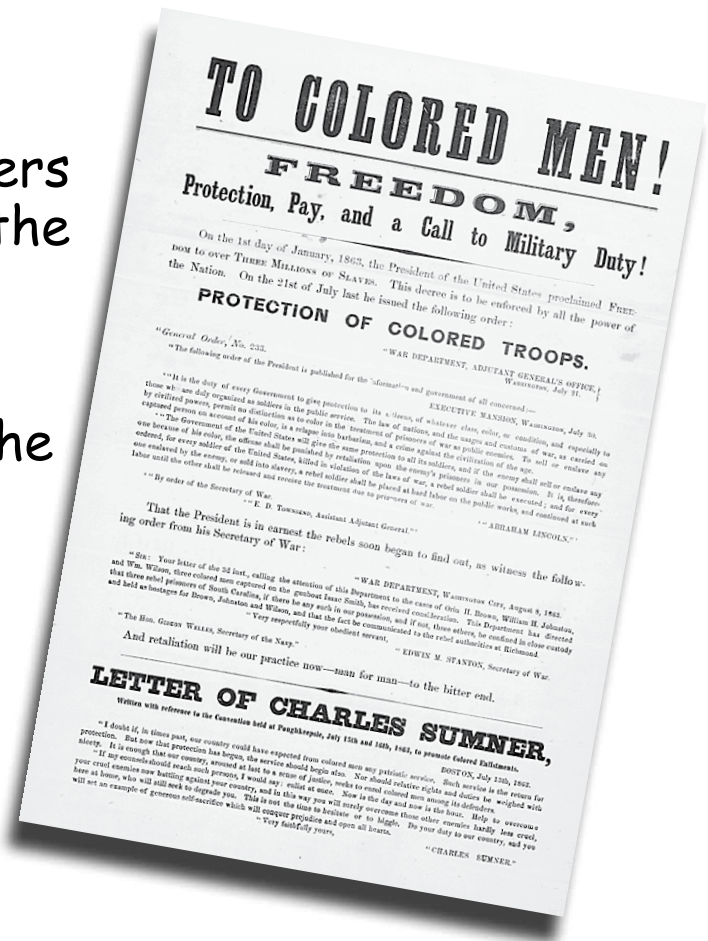 ers
the
he
TO COLORED MEN!
FREEDOM,
Protection, Pay, and a Call to Military Duty!
On the 1st day of January, 1863, the President of the United States proclaimed FREE-
DOM to over THREE MILLIONS OF SLAVES. This decree is to be enforced by all the power of
the Nation. On the 21st of July last he issued the following order:
PROTECTION OF COLORED TROOPS.
"WAR DEPARTMENT, ADJUTANT GENERAL'S OFFICE,
WASHINGTON, July 21.
"General Order, No. 233.
"The following order of the President is published for the information and government of all concerned:—
EXECUTIVE MANSION, WASHINGTON, July 30.
"'It is the duty of every Government to give protection to its citizens, of whatever class, color, or condition, and especially to
those who are duly organized as soldiers in the public service. The law of nations, and the usages and customs of war, as carried on
by civilized powers, permit no distinction as to color in the treatment of prisoners of war as public enemies. To sell or enslave any
captured person on account of his color, is a relapse into barbarism, and a crime against the civilization of the age.
"'The Government of the United States will give the same protection to all its soldiers, and if the enemy shall sell or enslave any
one because of his color, the offense shall be punished by retaliation upon the enemy's prisoners in our possession. It is, therefore
ordered, for every soldier of the United States, killed in violation of the laws of war, a rebel soldier shall be executed; and for every
one enslaved by the enemy, or sold into slavery, a rebel soldier shall be placed at hard labor on the public works, and continued at such
labor until the other shall be released and receive the treatment due to prisoners of war.
"'ABRAHAM LINCOLN.'"
"'By order of the Secretary of War.
"'E. D. TOWNSEND, Assistant Adjutant General.'"
That the President is in earnest the rebels soon began to find out, as witness the follow-
ing order from his Secretary of War:
"WAR DEPARTMENT, WASHINGTON CITY, August 8, 1863.
"SIR: Your letter of the 3d inst., calling the attention of this Department to the cases of Orin H. Brown, William H. Johnston,
and Wm. Wilson, three colored men captured on the gunboat Isaac Smith, has received consideration. This Department has directed
that three rebel prisoners of South Carolina, if there be any such in our possession, and if not, three others, be confined in close custody
and held as hostages for Brown, Johnston and Wilson, and that the fact be communicated to the rebel authorities at Richmond.
"Very respectfully your obedient servant,
"EDWIN M. STANTON, Secretary of War.
"The Hon. GIDEON WELLES, Secretary of the Navy."
And retaliation will be our practice now—man for man—to the bitter end.
LETTER OF CHARLES SUMNER,
Written with reference to the Convention held at Poughkeepsie, July 15th and 16th, 1863, to promote Colored Enlistments.
BOSTON, July 13th, 1863.
"I doubt if, in times past, our country could have expected from colored men any patriotic service. Such service is the return for
protection. But now that protection has begun, the service should begin also. Nor should relative rights and duties be weighed with
nicety. It is enough that our country, aroused at last to a sense of justice, seeks to enrol colored men among its defenders.
"If my counsels should reach such persons, I would say: enlist at once. Now is the day and now is the hour. Help to overcome
your cruel enemies now battling against your country, and in this way you will surely overcome those other enemies hardly less cruel,
here at home, who will still seek to degrade you. This is not the time to hesitate or to higgle. Do your duty to our country, and you
will set an example of generous self-sacrifice which will conquer prejudice and open all hearts.
"Very faithfully yours,
"CHARLES SUMNER."